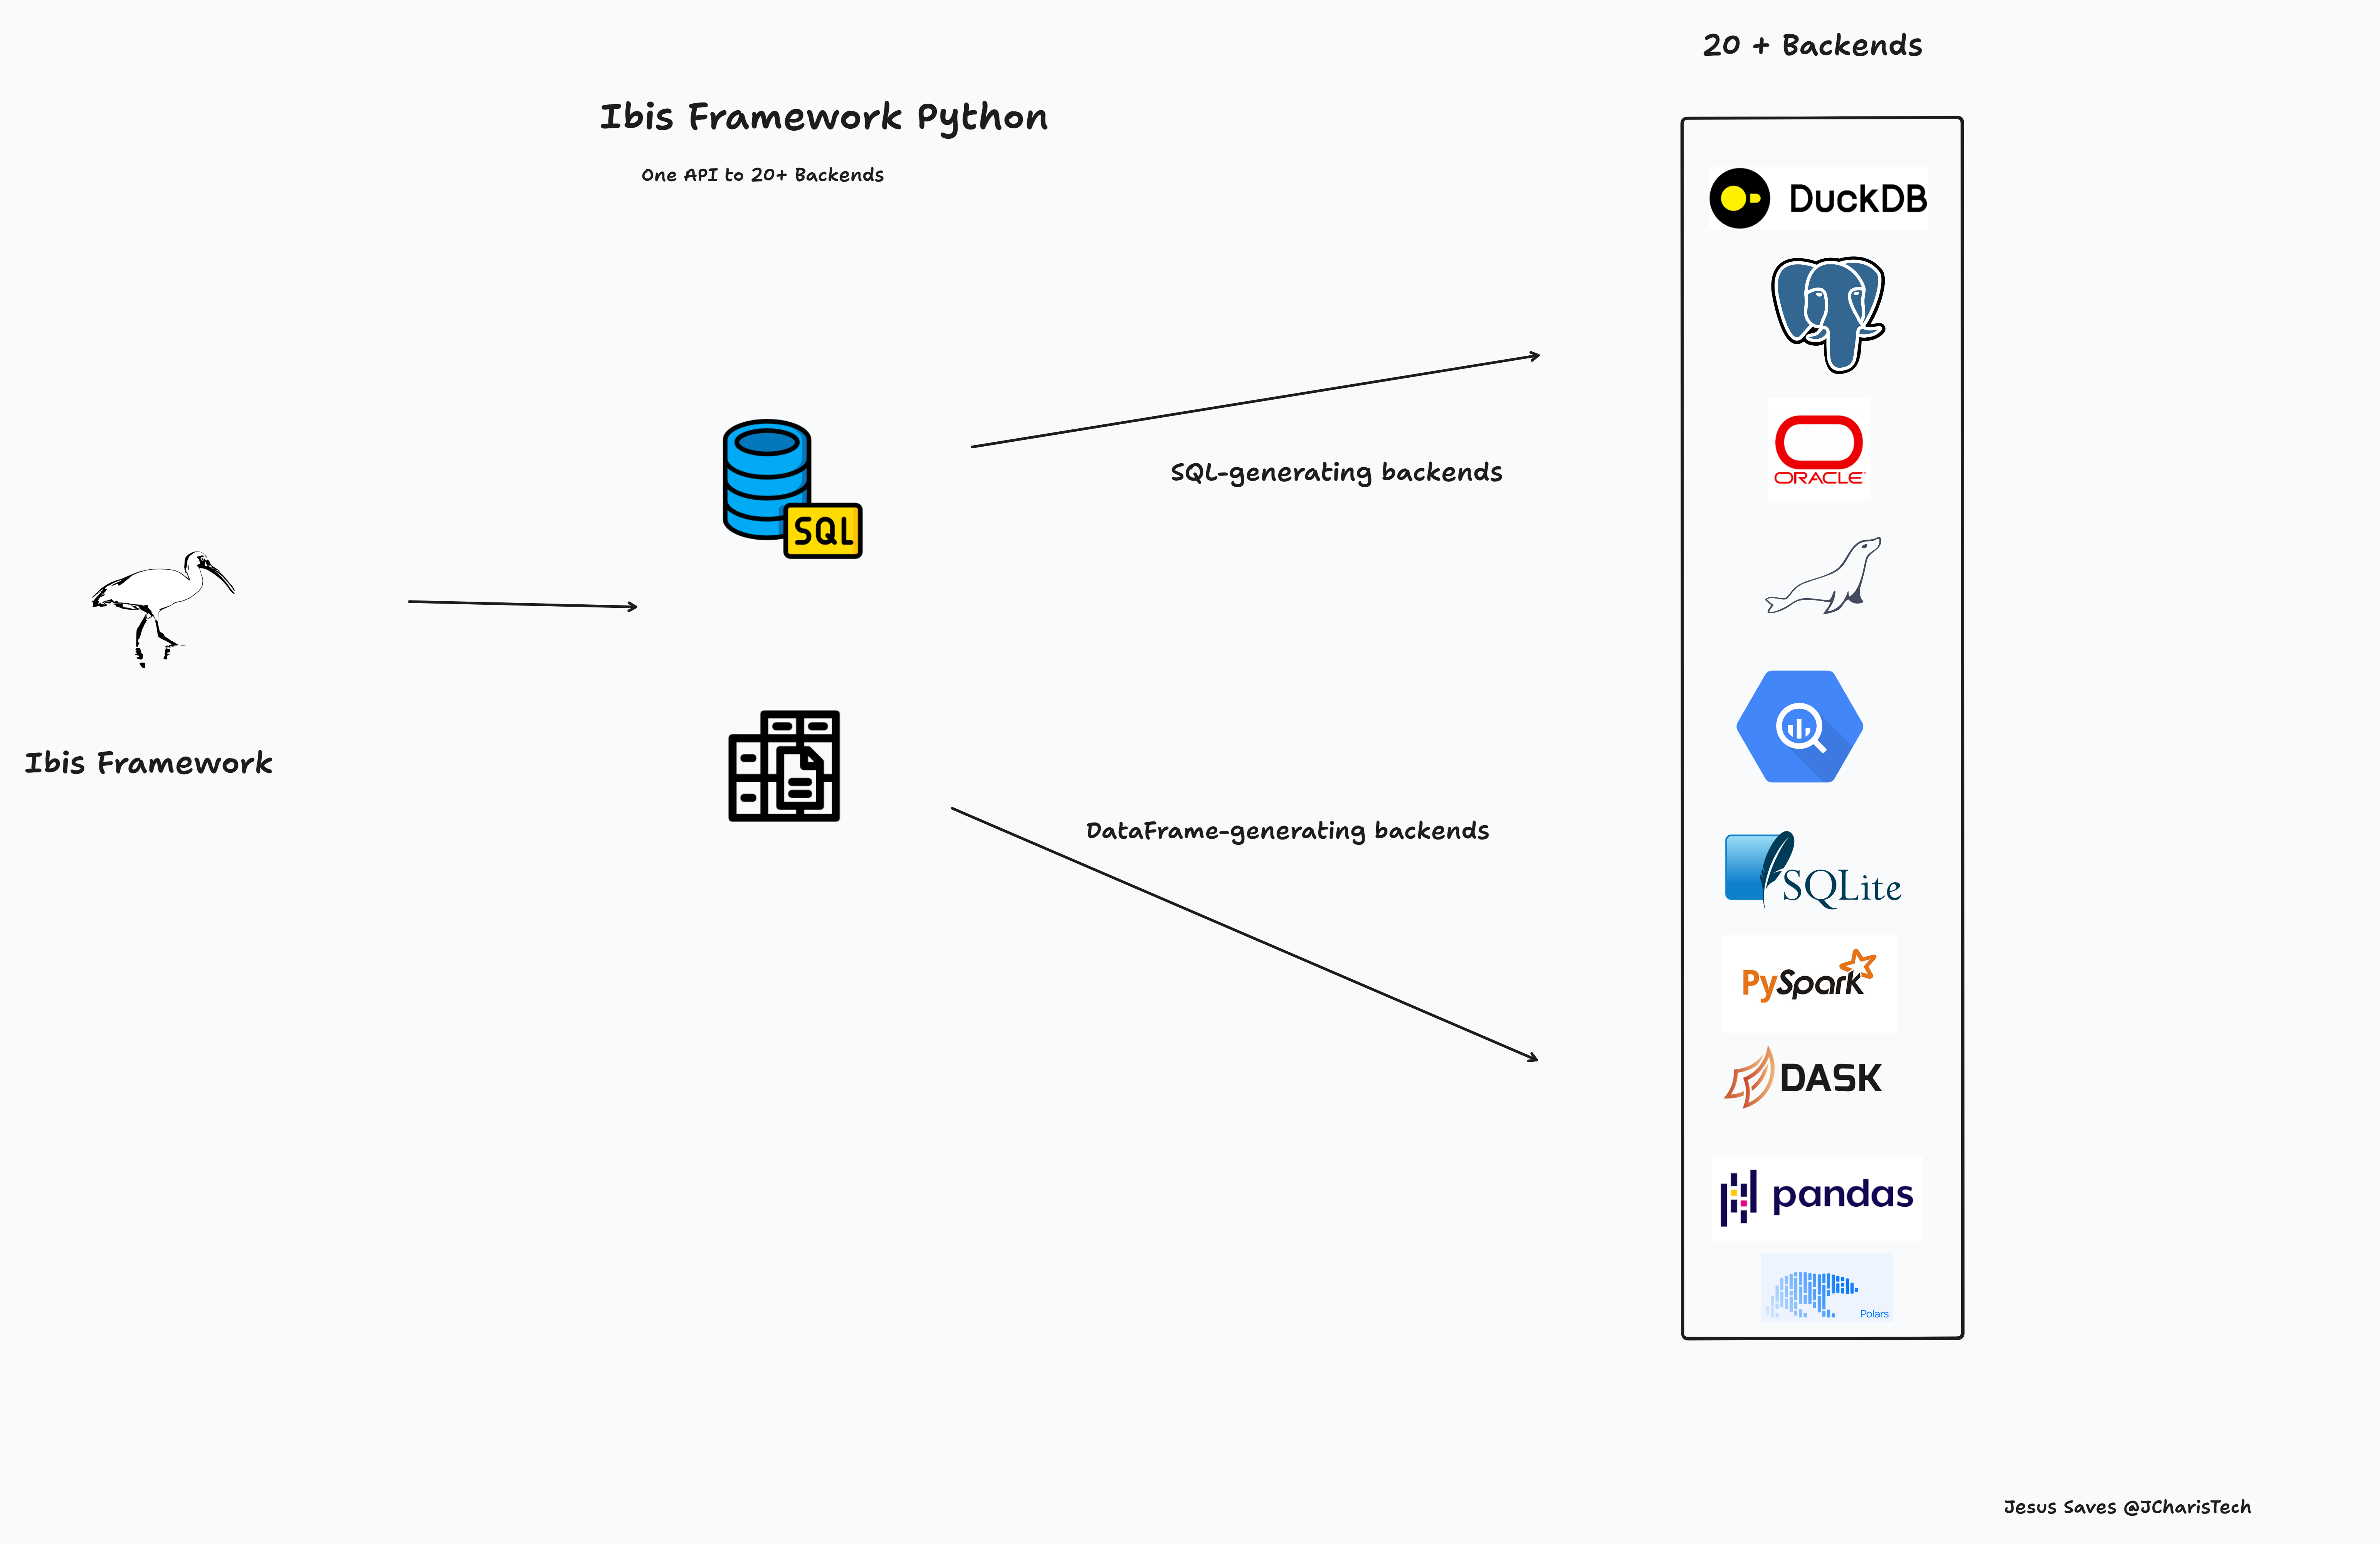 20 + Backends
Ibis Framework Python
One API to 20+ Backends
DuckDB
ORACLE
SQL-generating backends
SQL
Ibis Framework
DataFrame-generating backends
SQLite
PySpark
DASK
pandas
Polars
Jesus Saves @JCharisTech